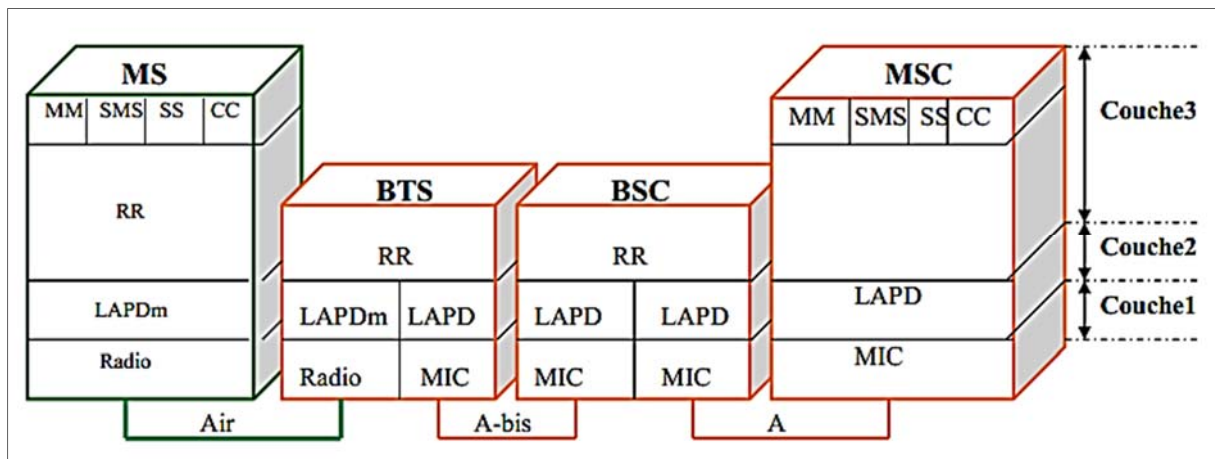 MS
MM SMS SS CC
RR
LAPDm
Radio
BTS
RR
LAPDm LAPD
Radio MIC
BSC
RR
LAPD LAPD
MIC MIC
MSC
MM SMS SS CC
LAPD
MIC
Couche3
Couche2
Couche1
Air
A-bis
A